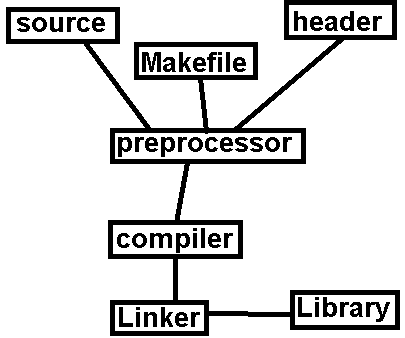 source
header
Makefile
preprocessor
compiler
Linker
Library